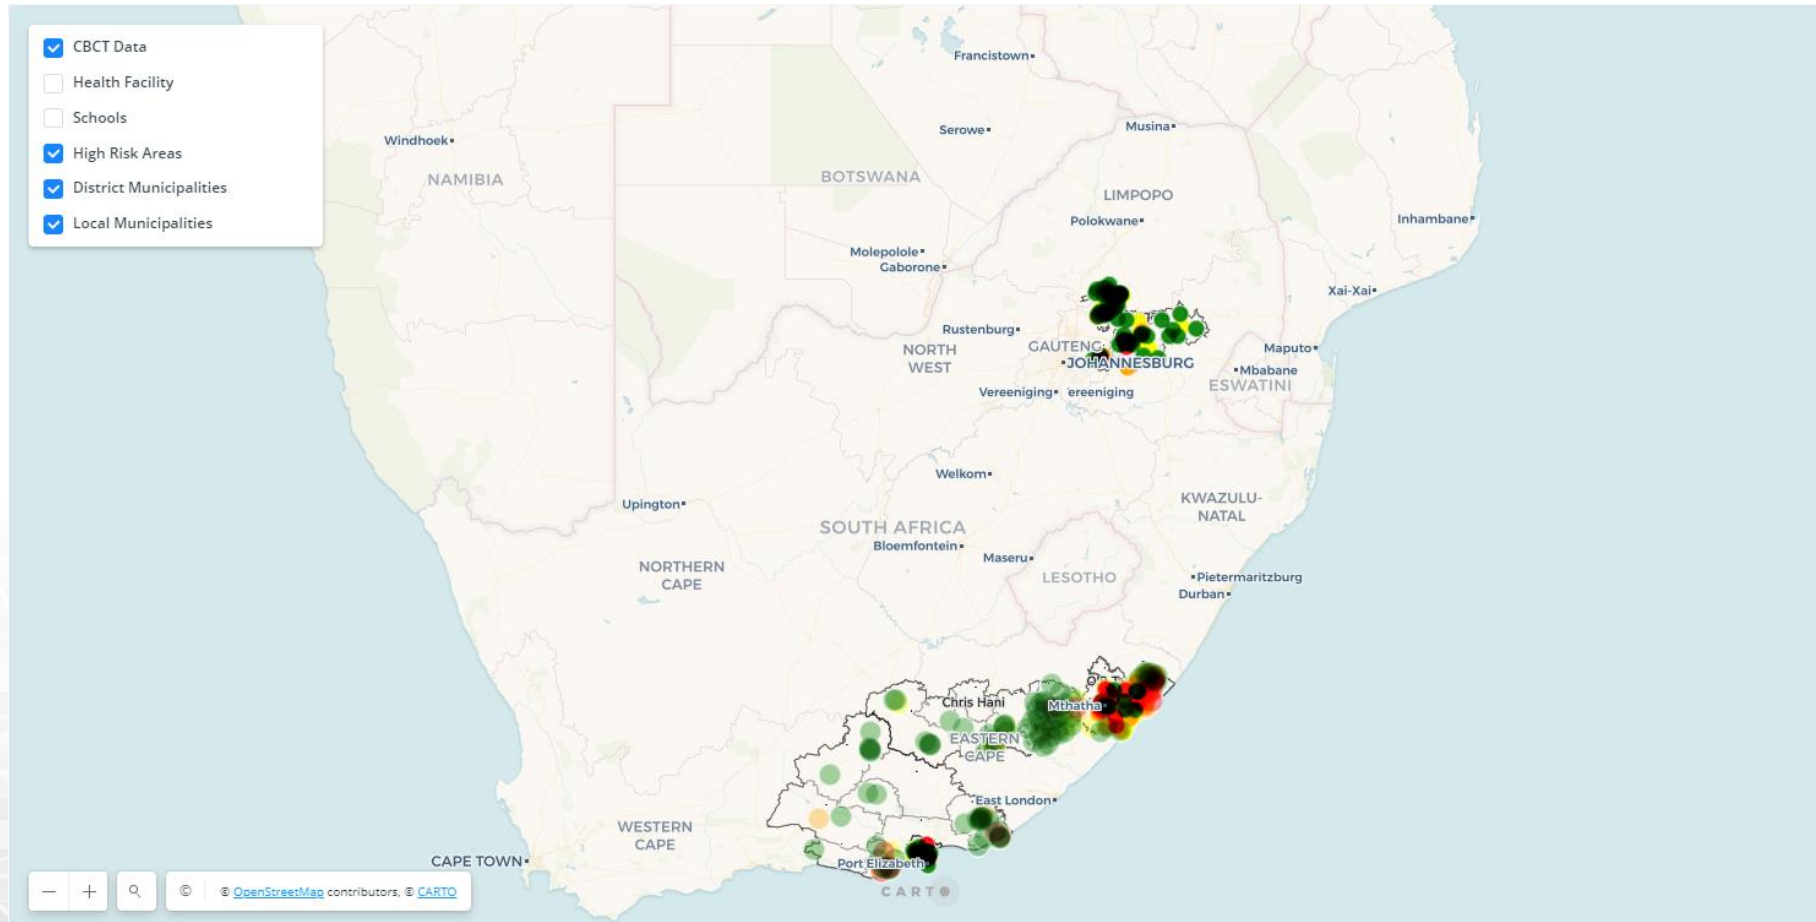 CBCT Data
Health Facility
Schools
High Risk Areas
District Municipalities
Local Municipalities
Francistown
Serowe
Musina
Windhoek
NAMIBIA
BOTSWANA
LIMPOPO
Polokwane
Inhambane
Molepolole
Gaborone
Xai-Xai
Rustenburg
NORTH
WEST
GAUTENG
JOHANNESBURG
Maputo
Mbabane
ESWATINI
Vereeniging
ereeniging
Welkom
Upington
KWAZULU-
NATAL
SOUTH AFRICA
Bloemfontein
Maseru
NORTHERN
CAPE
LESOTHO
Pietermaritzburg
Durban
Chris Hani
Mthatha
EASTERN
CAPE
East London
WESTERN
CAPE
CAPE TOWN
Port Elizabeth
CARTO
© © OpenStreetMap contributors, © CARTO